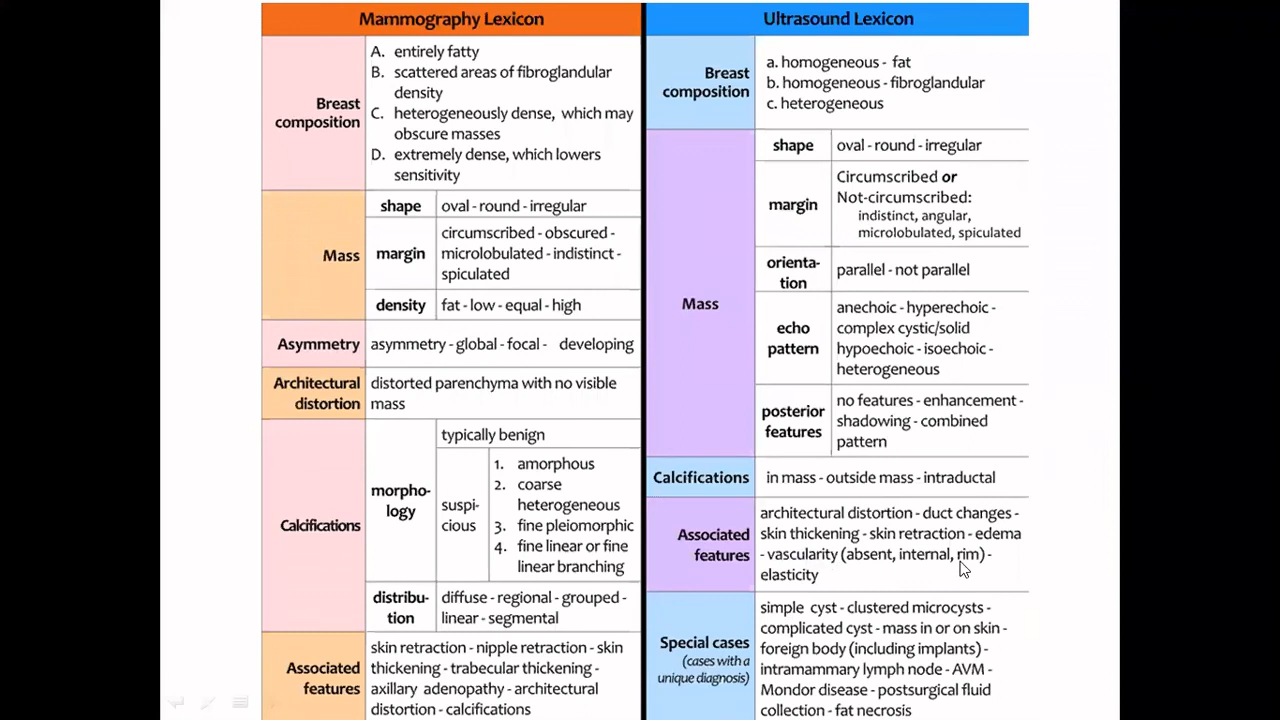 Mammography Lexicon
Breast composition
A. entirely fatty
B. scattered areas of fibroglandular
density
C. heterogeneously dense, which may
obscure masses
D. extremely dense, which lowers
sensitivity
Mass
shape
oval - round - irregular
margin
circumscribed - obscured -
microlobulated - indistinct -
spiculated
density
fat - low - equal - high
Asymmetry
asymmetry - global - focal - developing
Architectural
distortion
distorted parenchyma with no visible
mass
Calcifications
morpho-
logy
typically benign
suspi-
cious
1. amorphous
2. coarse
heterogeneous
3. fine pleiomorphic
4. fine linear or fine
linear branching
distribu-
tion
diffuse - regional - grouped -
linear - segmental
Associated
features
skin retraction - nipple retraction - skin
thickening - trabecular thickening -
axillary adenopathy - architectural
distortion - calcifications
Ultrasound Lexicon
Breast
composition
a. homogeneous - fat
b. homogeneous - fibroglandular
c. heterogeneous
Mass
shape
oval - round - irregular
margin
Circumscribed or
Not-circumscribed:
indistinct, angular,
microlobulated, spiculated
orienta-
tion
parallel - not parallel
echo
pattern
anechoic - hyperechoic -
complex cystic/solid
hypoechoic - isoechoic -
heterogeneous
posterior
features
no features - enhancement -
shadowing - combined
pattern
Calcifications
in mass - outside mass - intraductal
Associated
features
architectural distortion - duct changes -
skin thickening - skin retraction - edema
- vascularity (absent, internal, rim) -
elasticity
Special cases
(cases with a
unique diagnosis)
simple cyst - clustered microcysts -
complicated cyst - mass in or on skin -
foreign body (including implants) -
intramammary lymph node - AVM -
Mondor disease - postsurgical fluid
collection - fat necrosis